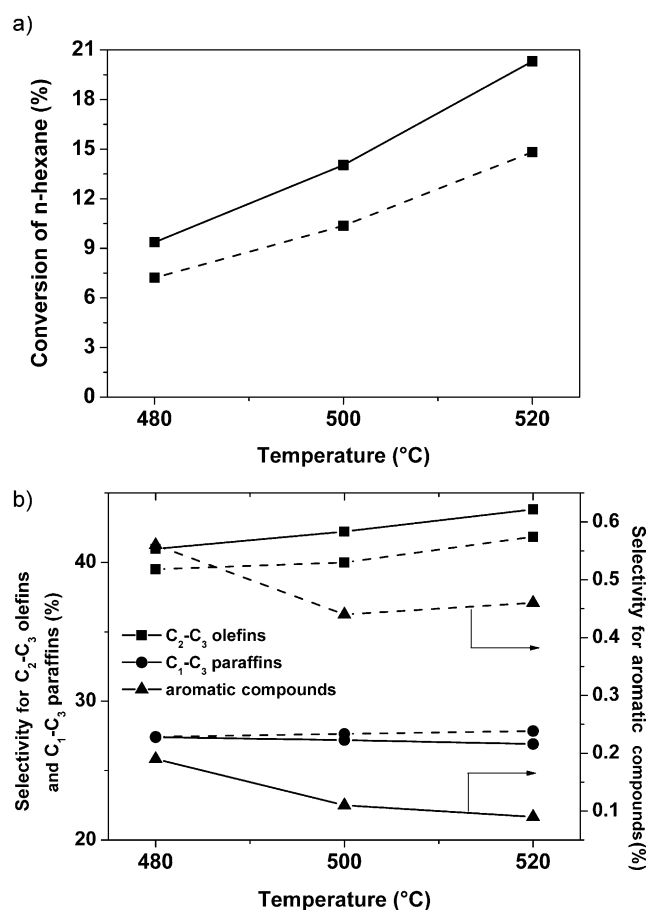 a)
Conversion of n-hexane (%)
21
18
15
12
9
6
3
0
480
500
520
Temperature (°C)
b)
Selectivity for C₂-C₃ olefins
and C₁-C₃ paraffins (%)
40
30
20
C₂-C₃ olefins
C₁-C₃ paraffins
aromatic compounds
0.6
0.5
0.4
0.3
0.2
0.1
Selectivity for aromatic compounds(%)
480
500
520
Temperature (°C)